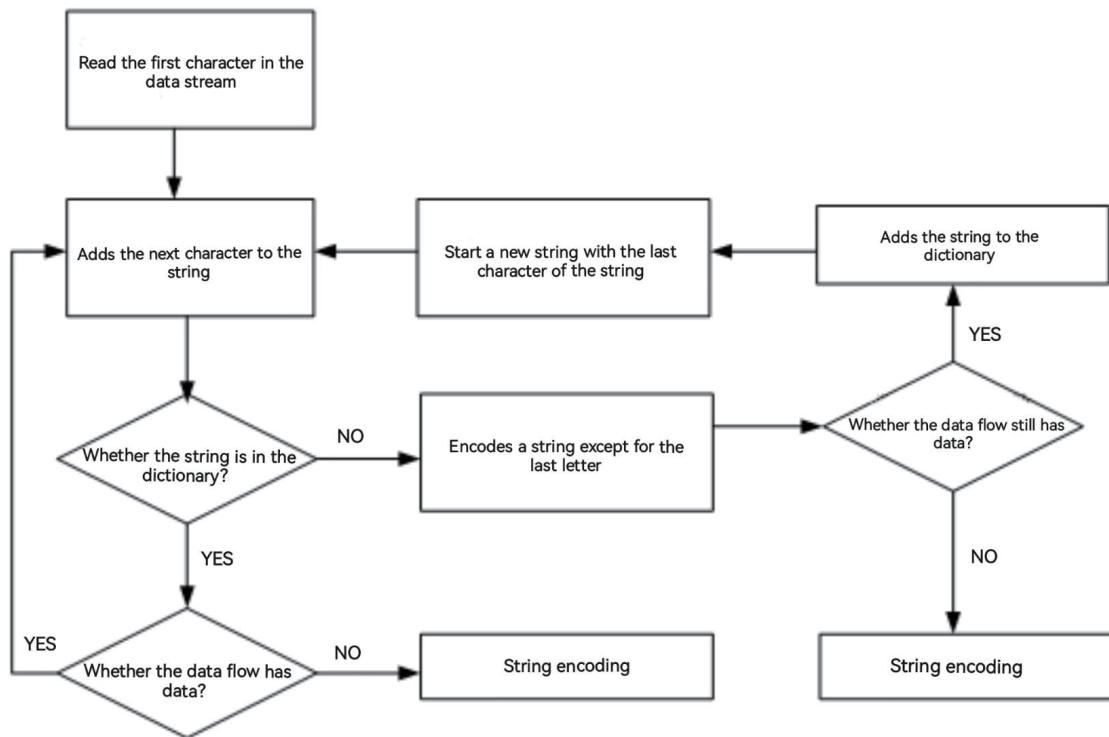 Read the first character in the
data stream
Adds the next character to the
string
Start a new string with the last
character of the string
Adds the string to the
dictionary
YES
Whether the string is in the
dictionary?
NO
Encodes a string except for the
last letter
Whether the data flow still has
data?
YES
NO
YES
Whether the data flow has
data?
NO
String encoding
String encoding